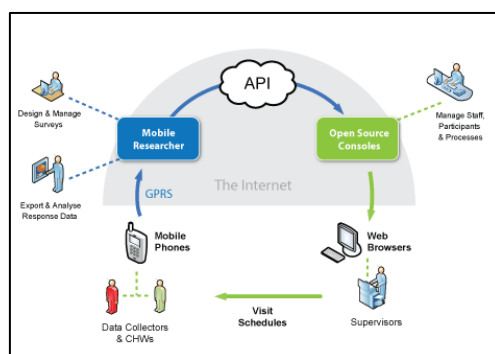 API
Design & Manage
Surveys
Mobile
Researcher
Open Source
Consoles
Manage Staff,
Participants
& Processes
Export & Analyse
Response Data
GPRS
The Internet
Mobile
Phones
Web
Browsers
Data Collectors
& CHWs
Visit
Schedules
Supervisors